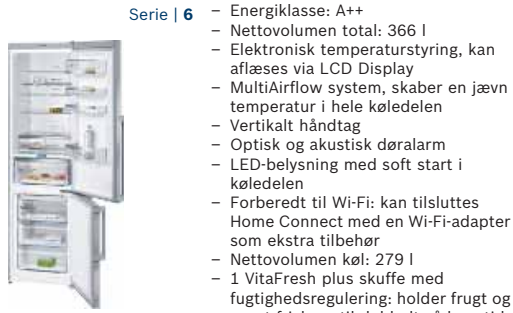 Serie | 6
– Energiklasse: A++
– Nettovolumen total: 366 l
– Elektronisk temperaturstyring, kan
aflæses via LCD Display
– MultiAirflow system, skaber en jævn
temperatur i hele køledelen
– Vertikalt håndtag
– Optisk og akustisk døralarm
– LED-belysning med soft start i
køledelen
– Forberedt til Wi-Fi: kan tilsluttes
Home Connect med en Wi-Fi-adapter
som ekstra tilbehør
– Nettovolumen køl: 279 l
– 1 VitaFresh plus skuffe med
fugtighedsregulering: holder frugt og